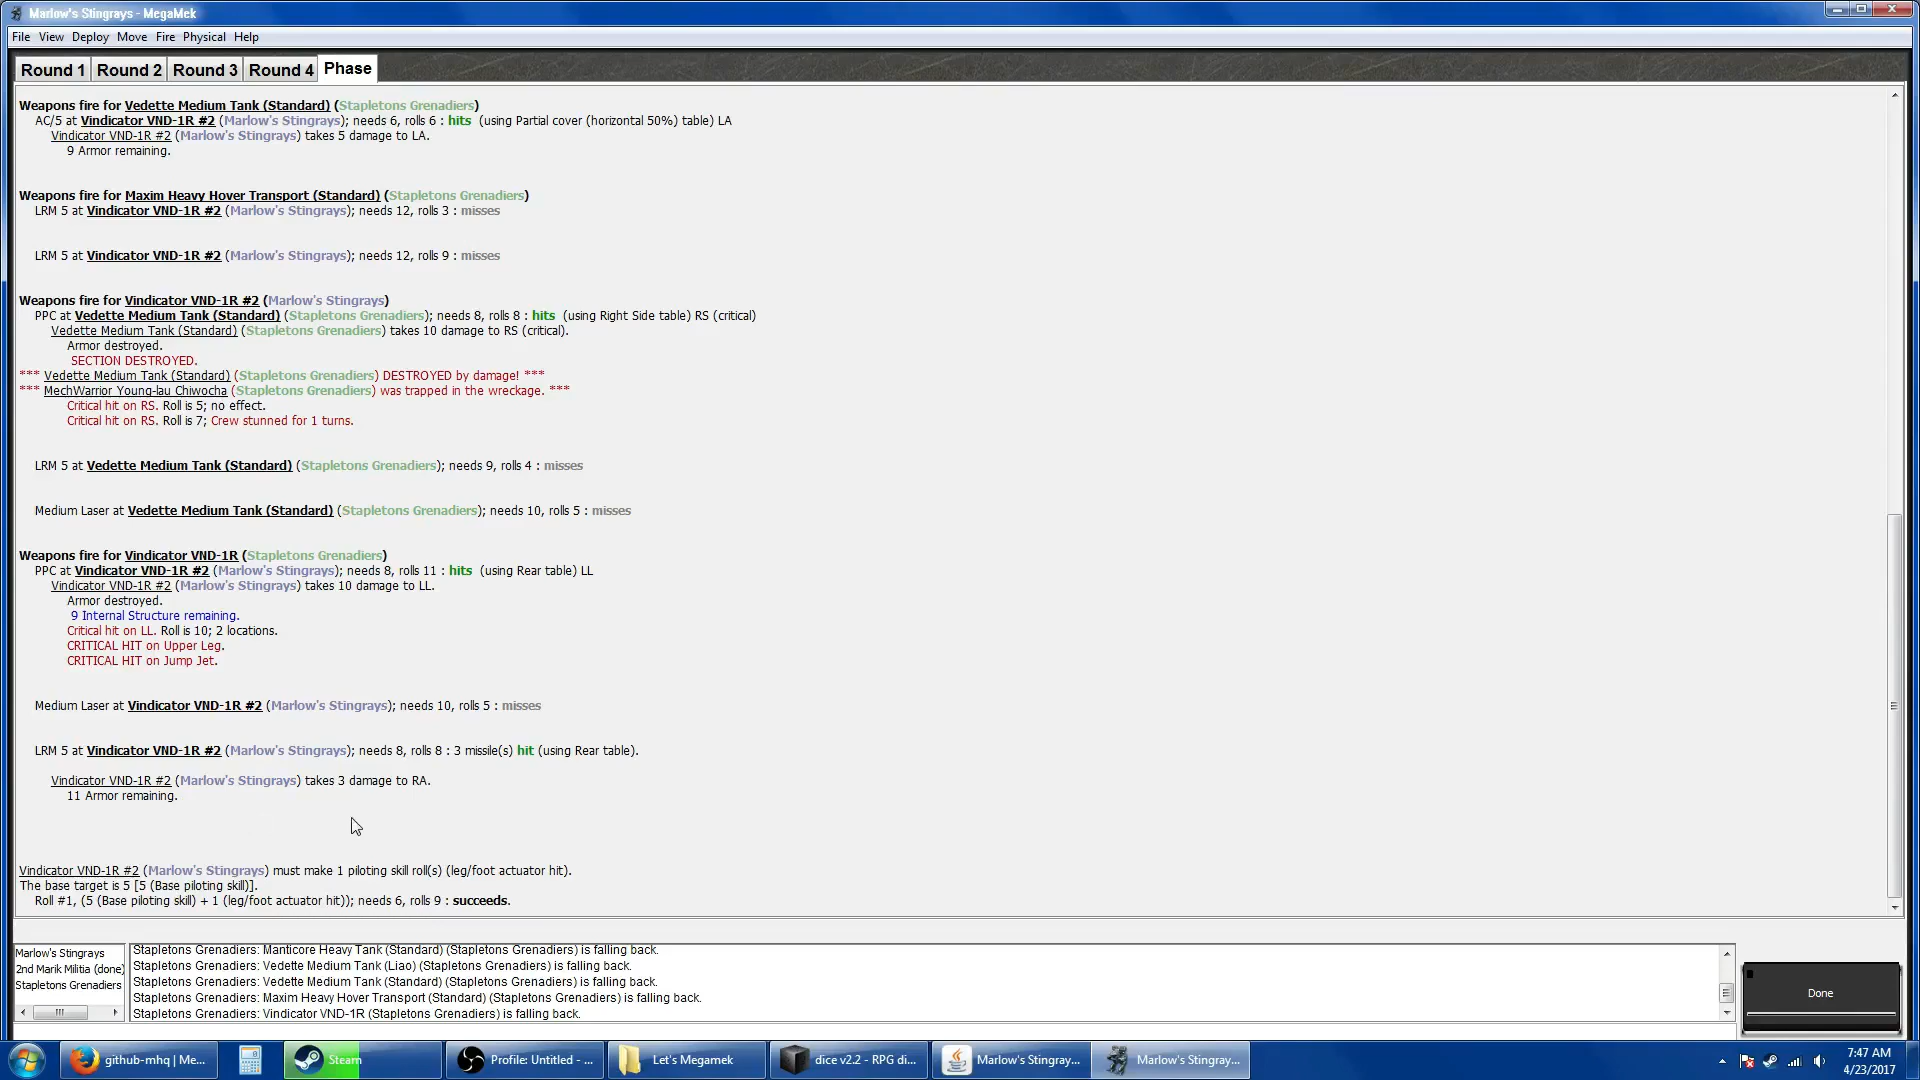 Marlow's Stingrays - MegaMek
File View Deploy Move Fire Physical Help
Round 1 Round 2 Round 3 Round 4 Phase
Weapons fire for Vedette Medium Tank (Standard) (Stapletons Grenadiers)
AC/5 at Vindicator VND-1R #2 (Marlow's Stingrays); needs 6, rolls 6 : hits (using Partial cover (horizontal 50%) table) LA
Vindicator VND-1R #2 (Marlow's Stingrays) takes 5 damage to LA.
9 Armor remaining.
Weapons fire for Maxim Heavy Hover Transport (Standard) (Stapletons Grenadiers)
LRM 5 at Vindicator VND-1R #2 (Marlow's Stingrays); needs 12, rolls 3 : misses
LRM 5 at Vindicator VND-1R #2 (Marlow's Stingrays); needs 12, rolls 9 : misses
Weapons fire for Vindicator VND-1R #2 (Marlow's Stingrays)
PPC at Vedette Medium Tank (Standard) (Stapletons Grenadiers); needs 8, rolls 8 : hits (using Right Side table) RS (critical)
Vedette Medium Tank (Standard) (Stapletons Grenadiers) takes 10 damage to RS (critical).
Armor destroyed.
SECTION DESTROYED.
*** Vedette Medium Tank (Standard) (Stapletons Grenadiers) DESTROYED by damage! ***
*** MechWarrior Young-lau Chiwocha (Stapletons Grenadiers) was trapped in the wreckage. ***
Critical hit on RS. Roll is 5; no effect.
Critical hit on RS. Roll is 7; Crew stunned for 1 turns.
LRM 5 at Vedette Medium Tank (Standard) (Stapletons Grenadiers); needs 9, rolls 4 : misses
Medium Laser at Vedette Medium Tank (Standard) (Stapletons Grenadiers); needs 10, rolls 5 : misses
Weapons fire for Vindicator VND-1R (Stapletons Grenadiers)
PPC at Vindicator VND-1R #2 (Marlow's Stingrays); needs 8, rolls 11 : hits (using Rear table) LL
Vindicator VND-1R #2 (Marlow's Stingrays) takes 10 damage to LL.
Armor destroyed.
9 Internal Structure remaining.
Critical hit on LL. Roll is 10; 2 locations.
CRITICAL HIT on Upper Leg.
CRITICAL HIT on Jump Jet.
Medium Laser at Vindicator VND-1R #2 (Marlow's Stingrays); needs 10, rolls 5 : misses
LRM 5 at Vindicator VND-1R #2 (Marlow's Stingrays); needs 8, rolls 8 : 3 missile(s) hit (using Rear table).
Vindicator VND-1R #2 (Marlow's Stingrays) takes 3 damage to RA.
11 Armor remaining.
Vindicator VND-1R #2 (Marlow's Stingrays) must make 1 piloting skill roll(s) (leg/foot actuator hit).
The base target is 5 [5 (Base piloting skill)].
Roll #1, (5 (Base piloting skill) + 1 (leg/foot actuator hit)); needs 6, rolls 9 : succeeds.
Marlow's Stingrays
2nd Marik Militia (done)
Stapletons Grenadiers
Stapletons Grenadiers: Manticore Heavy Tank (Standard) (Stapletons Grenadiers) is falling back.
Stapletons Grenadiers: Vedette Medium Tank (Liao) (Stapletons Grenadiers) is falling back.
Stapletons Grenadiers: Vedette Medium Tank (Standard) (Stapletons Grenadiers) is falling back.
Stapletons Grenadiers: Maxim Heavy Hover Transport (Standard) (Stapletons Grenadiers) is falling back.
Stapletons Grenadiers: Vindicator VND-1R (Stapletons Grenadiers) is falling back.
Done
github-mhq | Me... Steam Profile: Untitled - ... Let's Megamek dice v2.2 - RPG di... Marlow's Stingray... Marlow's Stingray...
7:47 AM
4/23/2017